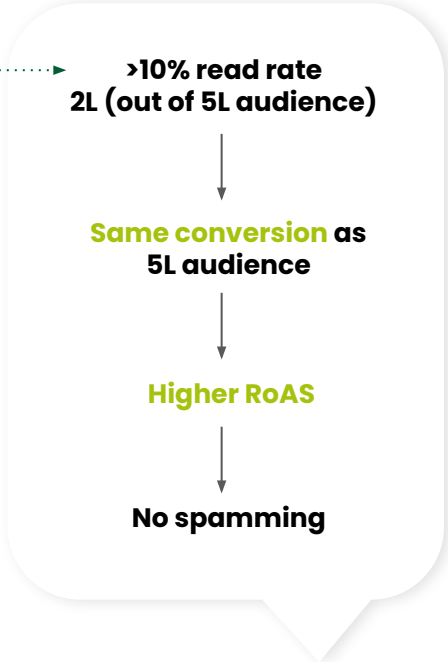 >10% read rate
2L (out of 5L audience)
Same conversion as
5L audience
Higher RoAS
No spamming